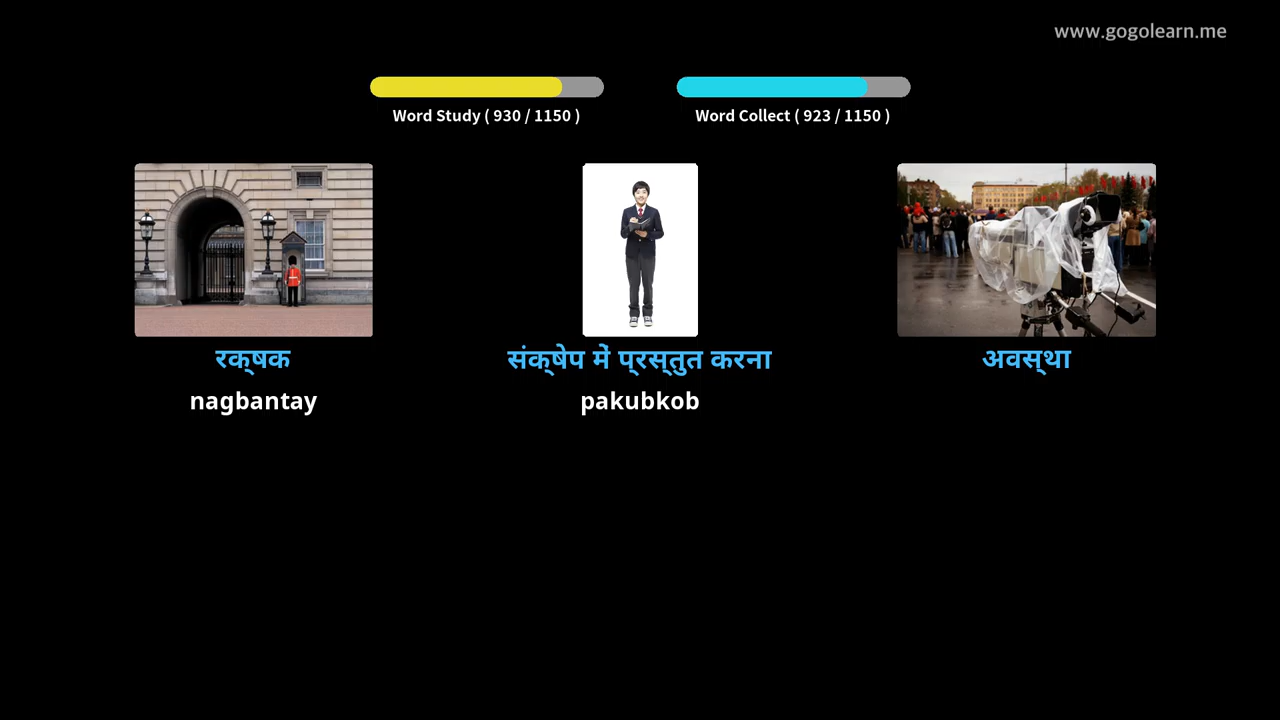 www.gogolearn.me
Word Study ( 930 / 1150 )
Word Collect ( 923 / 1150 )
रक्षक
संक्षेप में प्रस्तुत करना
अवस्था
nagbantay
pakubkob